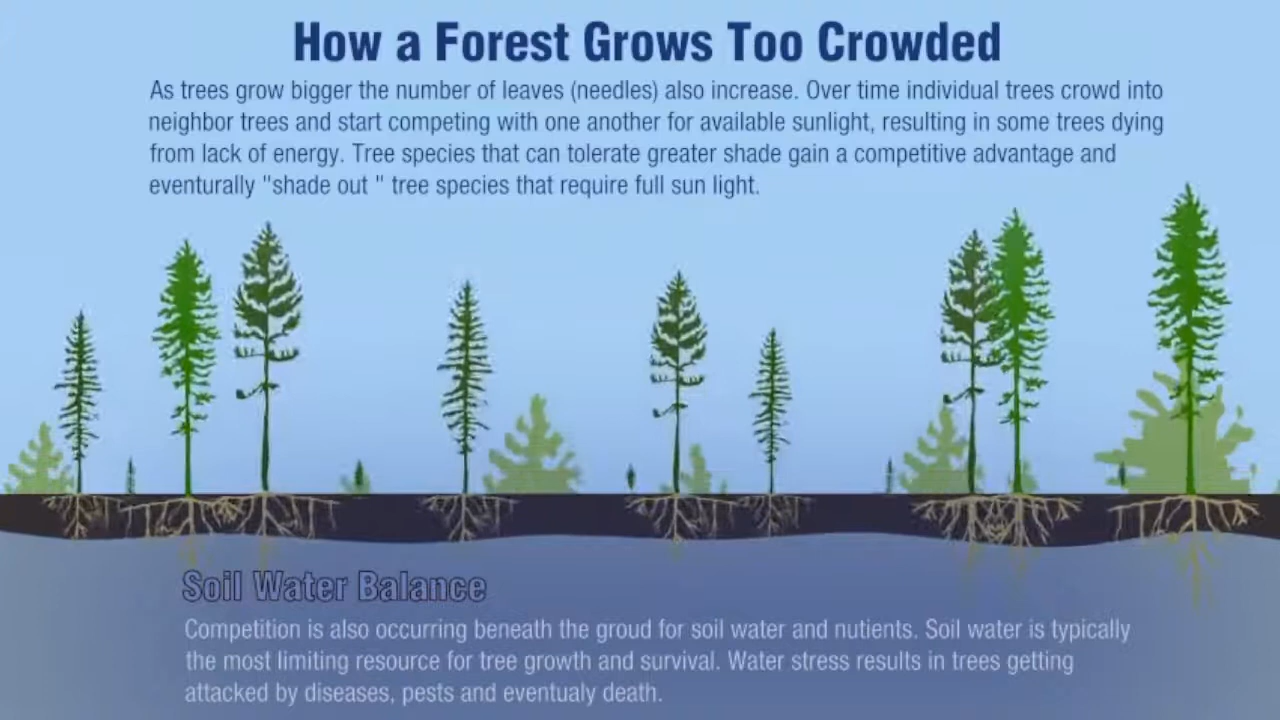 How a Forest Grows Too Crowded
As trees grow bigger the number of leaves (needles) also increase. Over time individual trees crowd into
neighbor trees and start competing with one another for available sunlight, resulting in some trees dying
from lack of energy. Tree species that can tolerate greater shade gain a competitive advantage and
eventurally "shade out " tree species that require full sun light.
Soil Water Balance
Competition is also occurring beneath the groud for soil water and nutients. Soil water is typically
the most limiting resource for tree growth and survival. Water stress results in trees getting
attacked by diseases, pests and eventualy death.